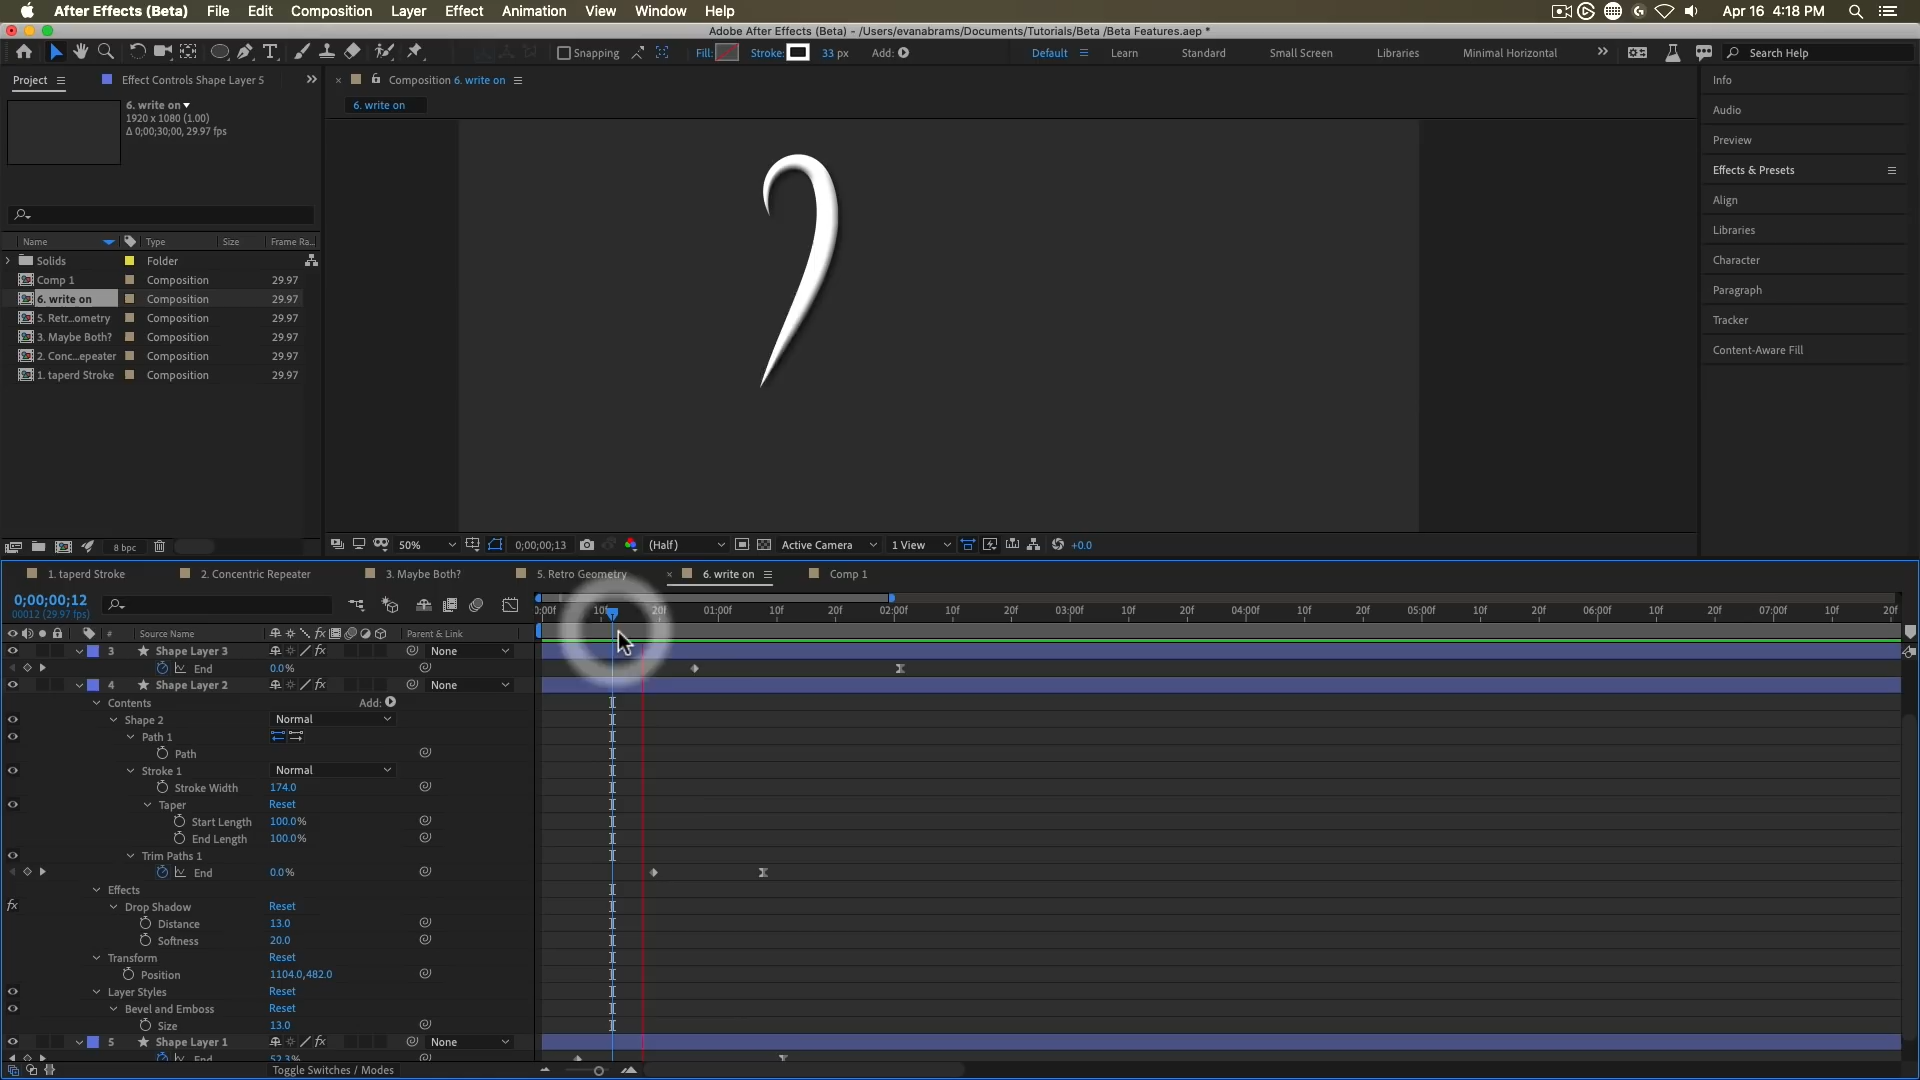 After Effects (Beta) File Edit Composition Layer Effect Animation View Window Help Apr 16 4:18 PM
Adobe After Effects (Beta) - /Users/evanabrams/Documents/Tutorials/Beta /Beta Features.aep *
Snapping Fill: Stroke: 33 px Add: Default Learn Standard Small Screen Libraries Minimal Horizontal Search Help
Project Effect Controls Shape Layer 5 Composition 6. write on Info
6. write on
1920 x 1080 (1.00)
Δ 0;00;30;00, 29.97 fps
6. write on
Audio
Preview
Effects & Presets
Align
Libraries
Character
Paragraph
Tracker
Content-Aware Fill
Name Type Size Frame Ra...
Solids Folder
Comp 1 Composition 29.97
6. write on Composition 29.97
5. Retr...ometry Composition 29.97
3. Maybe Both? Composition 29.97
2. Conc...epeater Composition 29.97
1. taperd Stroke Composition 29.97
8 bpc 50% 0;00;00;13 (Half) Active Camera 1 View +0.0
1. taperd Stroke 2. Concentric Repeater 3. Maybe Both? 5. Retro Geometry 6. write on Comp 1
0;00;00;12
00012 (29.97 fps)
0:00f 10f 20f 01:00f 10f 20f 02:00f 10f 20f 03:00f 10f 20f 04:00f 10f 20f 05:00f 10f 20f 06:00f 10f 20f 07:00f 10f 20f
# Source Name fx Parent & Link
3 Shape Layer 3 fx None
End 0.0%
4 Shape Layer 2 fx None
Contents Add:
Shape 2 Normal
Path 1
Path
Stroke 1 Normal
Stroke Width 174.0
Taper Reset
Start Length 100.0%
End Length 100.0%
Trim Paths 1
End 0.0%
Effects
fx Drop Shadow Reset
Distance 13.0
Softness 20.0
Transform Reset
Position 1104.0,482.0
Layer Styles Reset
Bevel and Emboss Reset
Size 13.0
5 Shape Layer 1 fx None
End 52.3%
Toggle Switches / Modes